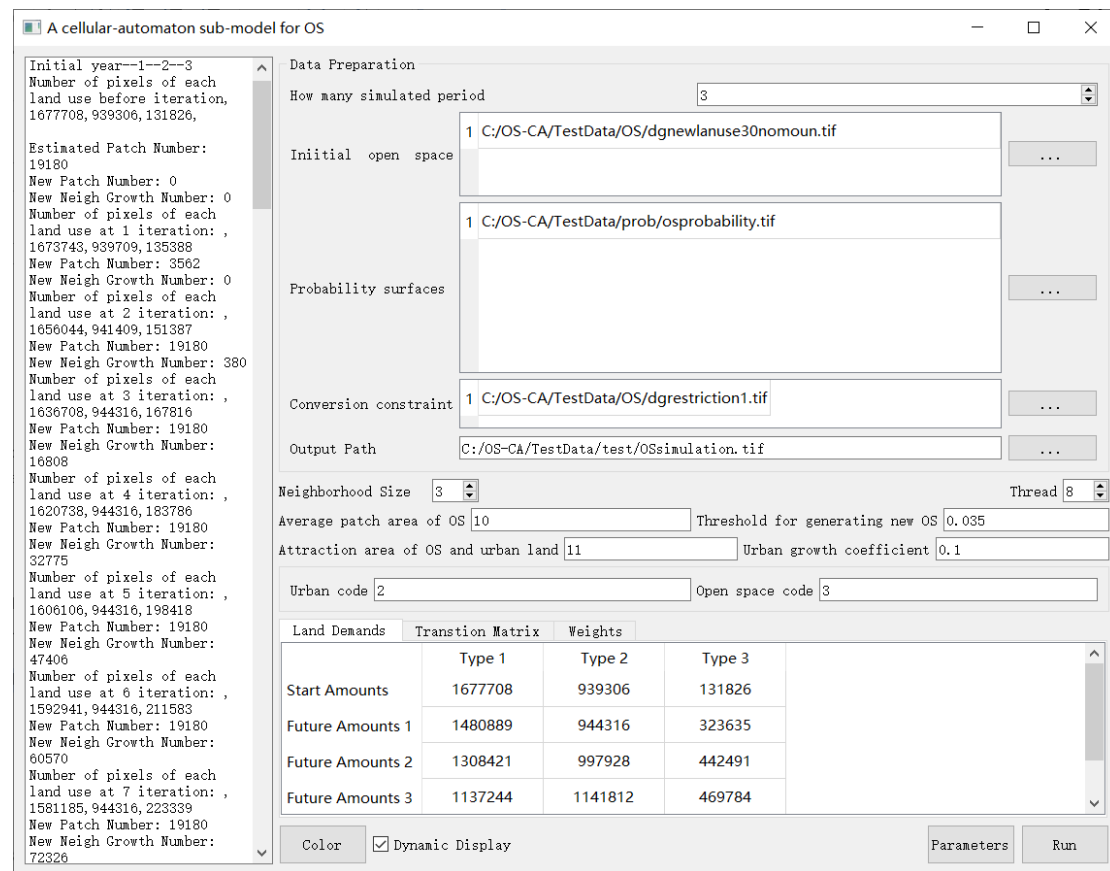 A cellular-automaton sub-model for OS
Initial year--1--2--3
Number of pixels of each
land use before iteration,
1677708,939306,131826,
Estimated Patch Number:
19180
New Patch Number: 0
New Neigh Growth Number: 0
Number of pixels of each
land use at 1 iteration: ,
1673743,939709,135388
New Patch Number: 3562
New Neigh Growth Number: 0
Number of pixels of each
land use at 2 iteration: ,
1656044,941409,151387
New Patch Number: 19180
New Neigh Growth Number: 380
Number of pixels of each
land use at 3 iteration: ,
1636708,944316,167816
New Patch Number: 19180
New Neigh Growth Number:
16808
Number of pixels of each
land use at 4 iteration: ,
1620738,944316,183786
New Patch Number: 19180
New Neigh Growth Number:
32775
Number of pixels of each
land use at 5 iteration: ,
1606106,944316,198418
New Patch Number: 19180
New Neigh Growth Number:
47406
Number of pixels of each
land use at 6 iteration: ,
1592941,944316,211583
New Patch Number: 19180
New Neigh Growth Number:
60570
Number of pixels of each
land use at 7 iteration: ,
1581185,944316,223339
New Patch Number: 19180
New Neigh Growth Number:
72326
Data Preparation
How many simulated period 3
Iniitial open space 1 C:/OS-CA/TestData/OS/dgnewlanuse30nomoun.tif ...
Probability surfaces 1 C:/OS-CA/TestData/prob/osprobability.tif ...
Conversion constraint 1 C:/OS-CA/TestData/OS/dgrestriction1.tif ...
Output Path C:/OS-CA/TestData/test/OSsimulation.tif ...
Neighborhood Size 3 Thread 8
Average patch area of OS 10 Threshold for generating new OS 0.035
Attraction area of OS and urban land 11 Urban growth coefficient 0.1
Urban code 2 Open space code 3
Land Demands Transtion Matrix Weights
Type 1 Type 2 Type 3
Start Amounts 1677708 939306 131826
Future Amounts 1 1480889 944316 323635
Future Amounts 2 1308421 997928 442491
Future Amounts 3 1137244 1141812 469784
Color Dynamic Display Parameters Run